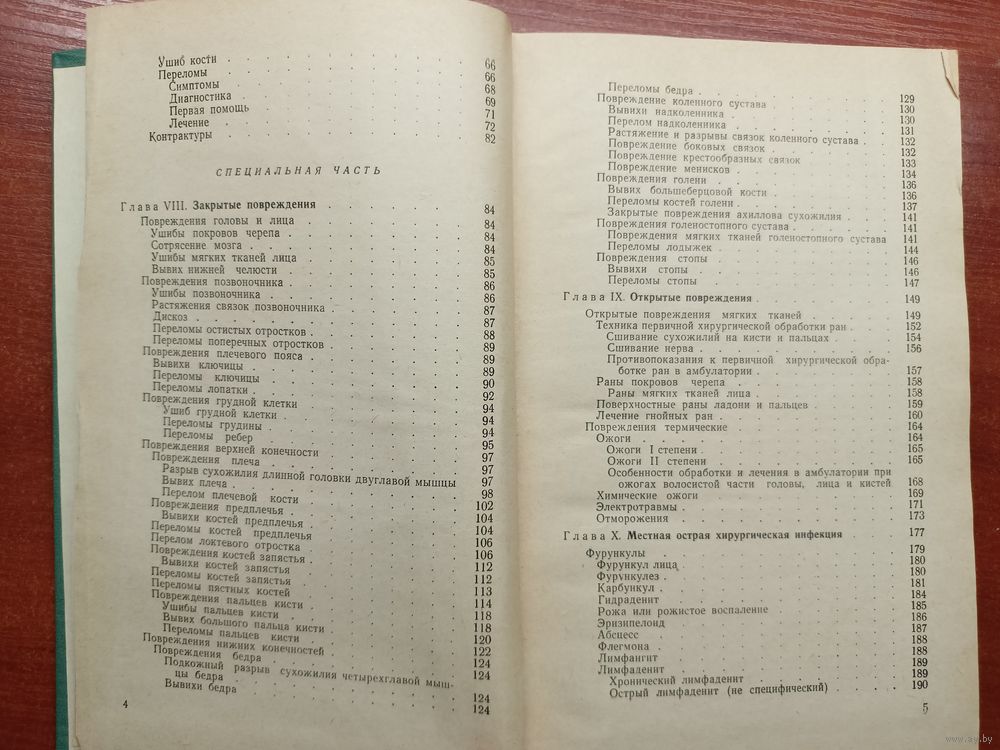 Ушиб кости 66
Переломы 66
Симптомы 68
Диагностика 69
Первая помощь 71
Лечение 72
Контрактуры 82
СПЕЦИАЛЬНАЯ ЧАСТЬ
Глава VIII. Закрытые повреждения 84
Повреждения головы и лица 84
Ушибы покровов черепа 84
Сотрясение мозга 84
Ушибы мягких тканей лица 85
Вывих нижней челюсти 85
Повреждения позвоночника 86
Ушибы позвоночника 86
Растяжения связок позвоночника 87
Дискоз 87
Переломы остистых отростков 88
Переломы поперечных отростков 89
Повреждения плечевого пояса 89
Вывихи ключицы 89
Переломы ключицы 90
Переломы лопатки 92
Повреждения грудной клетки 94
Ушиб грудной клетки 94
Переломы грудины 94
Переломы ребер 95
Повреждения верхней конечности 97
Повреждения плеча 97
Разрыв сухожилия длинной головки двуглавой мышцы 97
Вывих плеча 98
Перелом плечевой кости 102
Повреждения предплечья 104
Вывихи костей предплечья 104
Переломы костей предплечья 106
Перелом локтевого отростка 106
Повреждения костей запястья 112
Вывихи костей запястья 112
Переломы костей запястья 113
Переломы пястных костей 114
Повреждения пальцев кисти 118
Ушибы пальцев кисти 118
Вывих большого пальца кисти 120
Переломы пальцев кисти 122
Повреждения нижних конечностей 124
Повреждения бедра 124
Подкожный разрыв сухожилия четырехглавой мыш-
цы бедра 124
Вывихи бедра 124
4
Переломы бедра 129
Повреждение коленного сустава 130
Вывихи надколенника 130
Перелом надколенника 131
Растяжение и разрывы связок коленного сустава 132
Повреждение боковых связок 132
Повреждение крестообразных связок 133
Повреждение менисков 134
Повреждения голени 136
Вывих большеберцовой кости 136
Переломы костей голени 137
Закрытые повреждения ахиллова сухожилия 141
Повреждения голеностопного сустава 141
Повреждения мягких тканей голеностопного сустава 141
Переломы лодыжек 144
Повреждения стопы 146
Вывихи стопы 146
Переломы стопы 147
Глава IX. Открытые повреждения 149
Открытые повреждения мягких тканей 149
Техника первичной хирургической обработки ран 152
Сшивание сухожилий на кисти и пальцах 154
Сшивание нерва 156
Противопоказания к первичной хирургической обра-
ботке ран в амбулатории 157
Раны покровов черепа 158
Раны мягких тканей лица 158
Поверхностные раны ладони и пальцев 159
Лечение гнойных ран 160
Повреждения термические 164
Ожоги 164
Ожоги I степени 165
Ожоги II степени 165
Особенности обработки и лечения в амбулатории при
ожогах волосистой части головы, лица и кистей 168
Химические ожоги 169
Электротравмы 171
Отморожения 173
Глава X. Местная острая хирургическая инфекция 177
Фурункулы 179
Фурункул лица 180
Фурункулез 180
Карбункул 181
Гидраденит 184
Рожа или рожистое воспаление 185
Эризипелоид 186
Абсцесс 187
Флегмона 188
Лимфангит 188
Лимфаденит 189
Хронический лимфаденит 189
Острый лимфаденит (не специфический) 190
5
www.ay.by